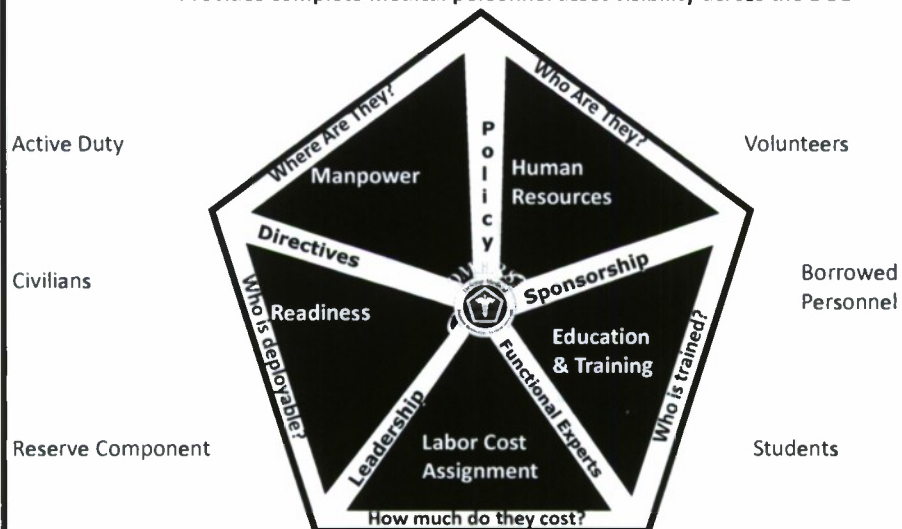 Provides complete medical personnel asset visibility across the DOD
Where Are They?
Who Are They?
Active Duty
Volunteers
Policy
Manpower
Human
Resources
Directives
Sponsorship
Civilians
Borrowed
Personnel
Who is deployable?
Readiness
Education
& Training
Who is trained?
Functional Experts
Leadership
Labor Cost
Assignment
Reserve Component
Students
How much do they cost?